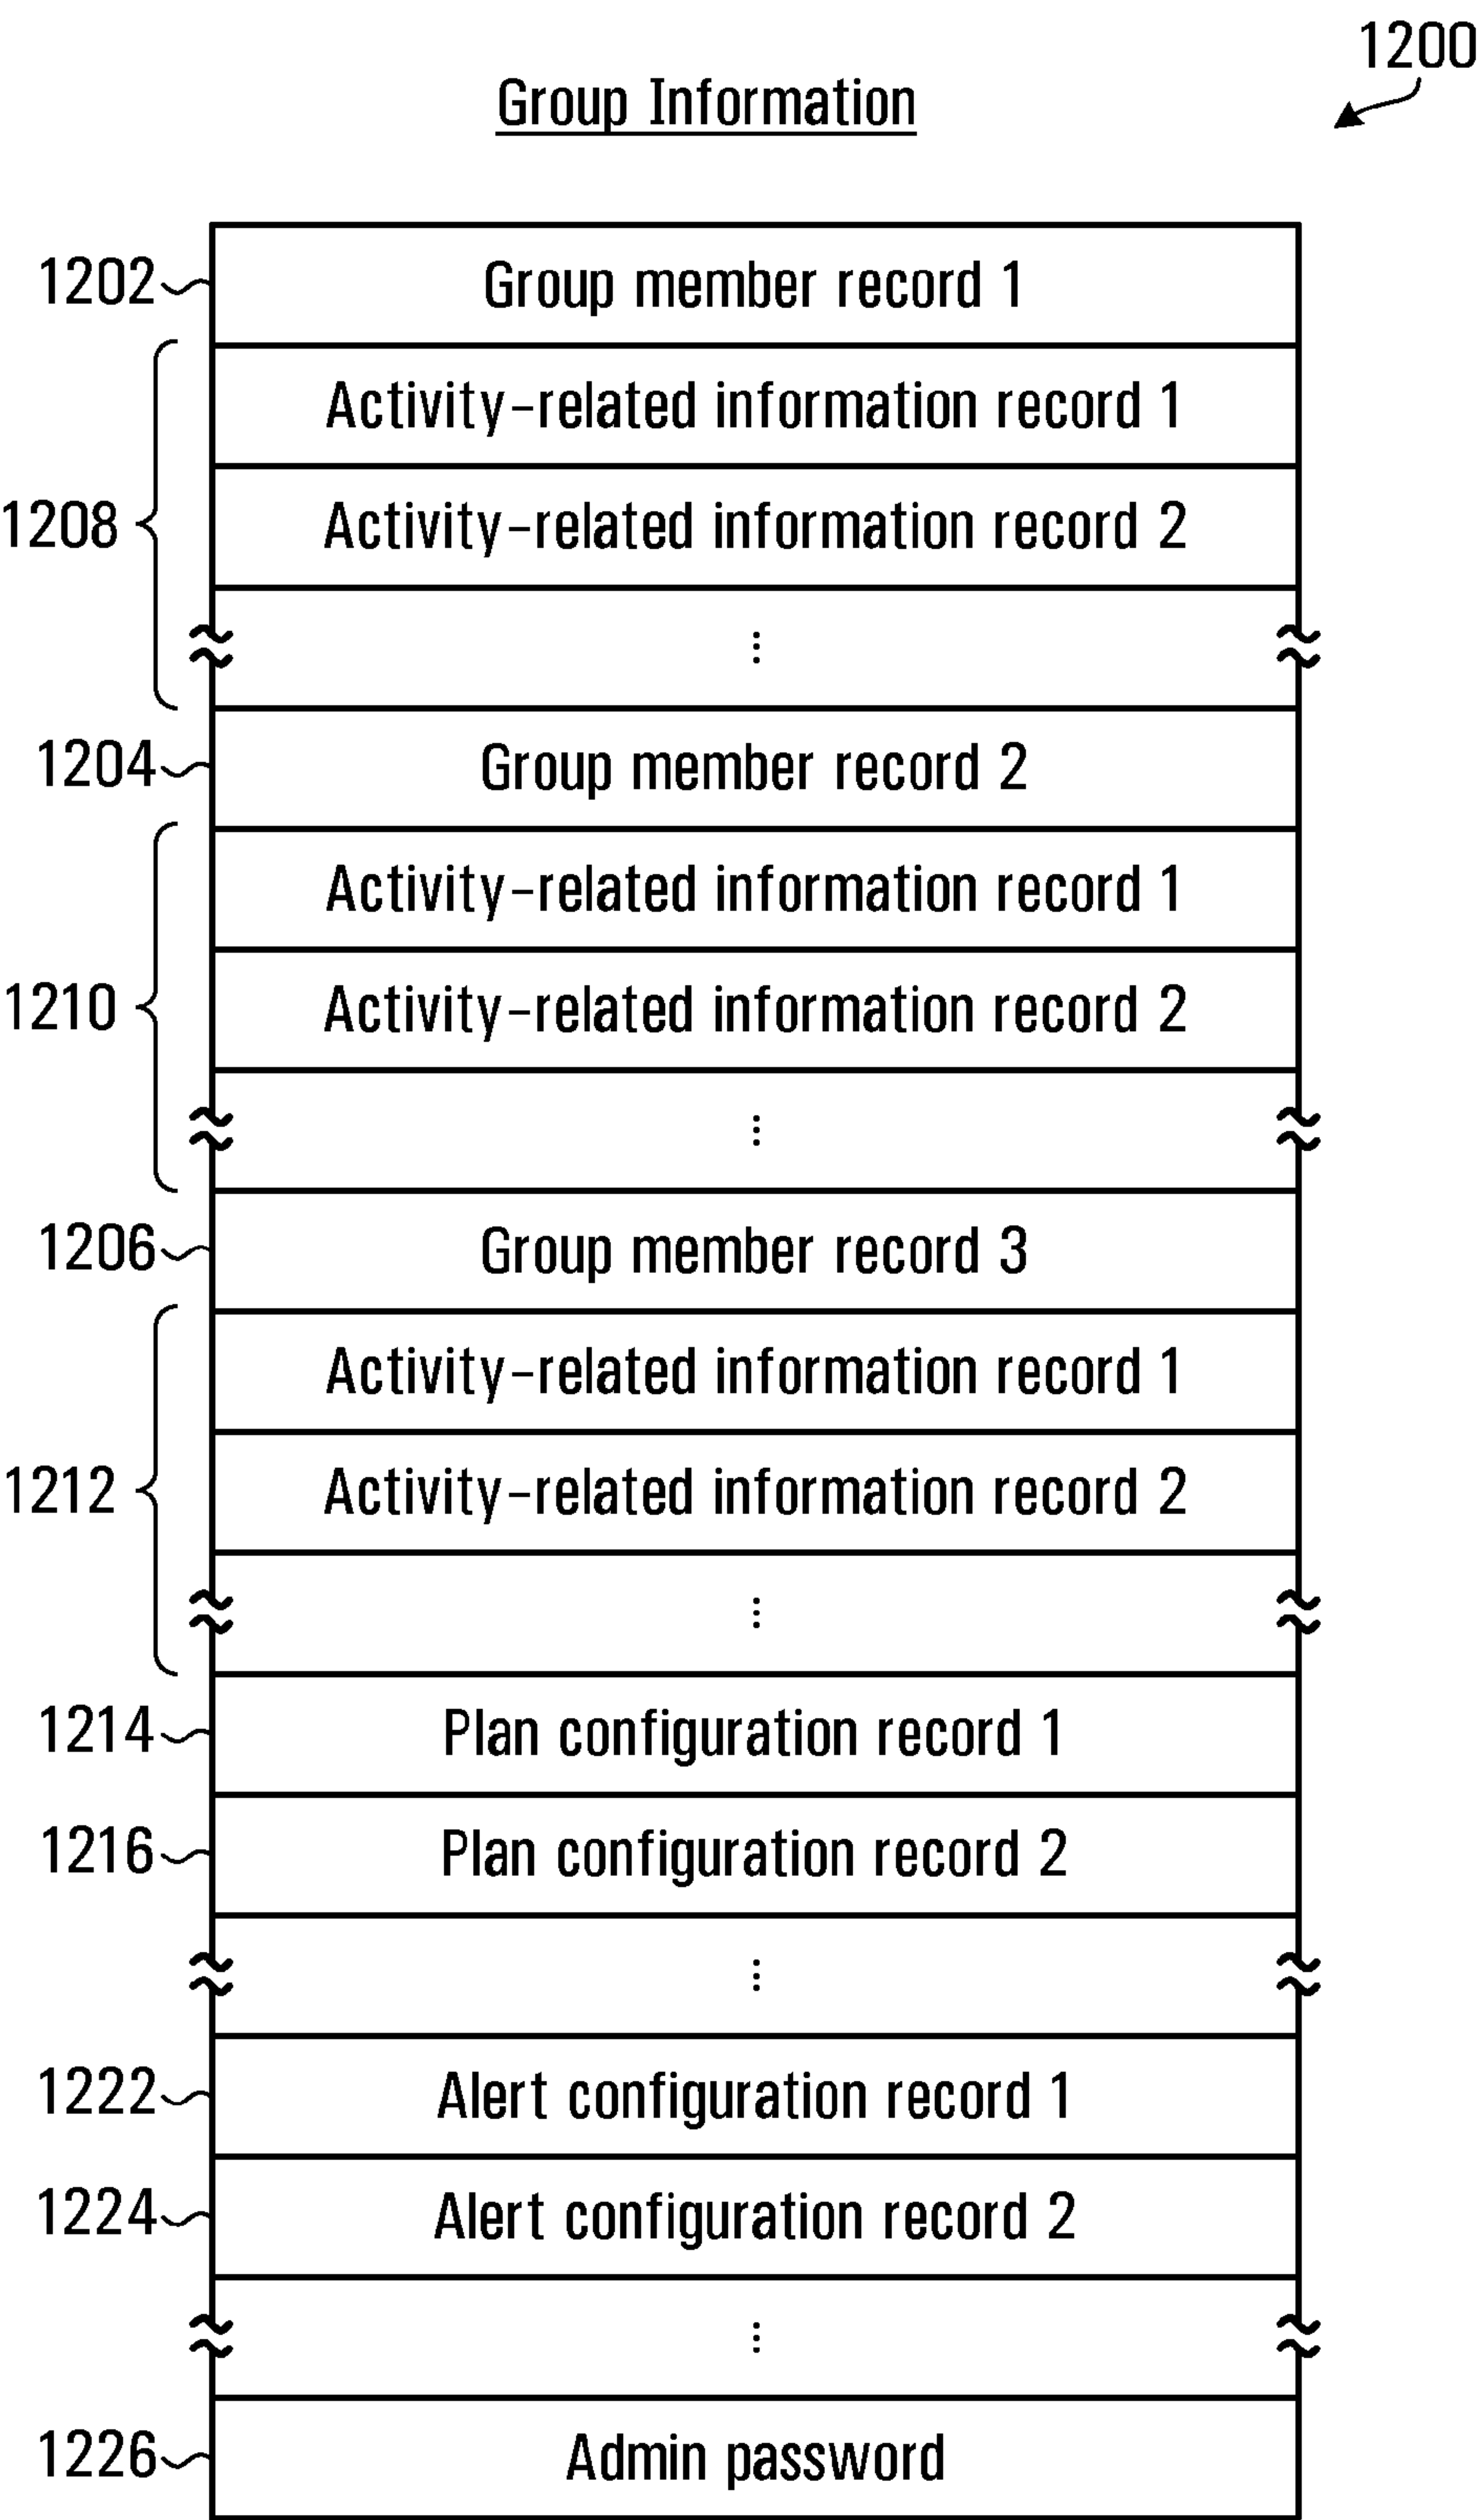 1200
Group Information
1202 Group member record 1
Activity-related information record 1
1208
Activity-related information record 2
⋮
1204 Group member record 2
Activity-related information record 1
1210
Activity-related information record 2
⋮
1206 Group member record 3
Activity-related information record 1
1212
Activity-related information record 2
⋮
1214 Plan configuration record 1
1216 Plan configuration record 2
⋮
1222 Alert configuration record 1
1224 Alert configuration record 2
⋮
1226 Admin password